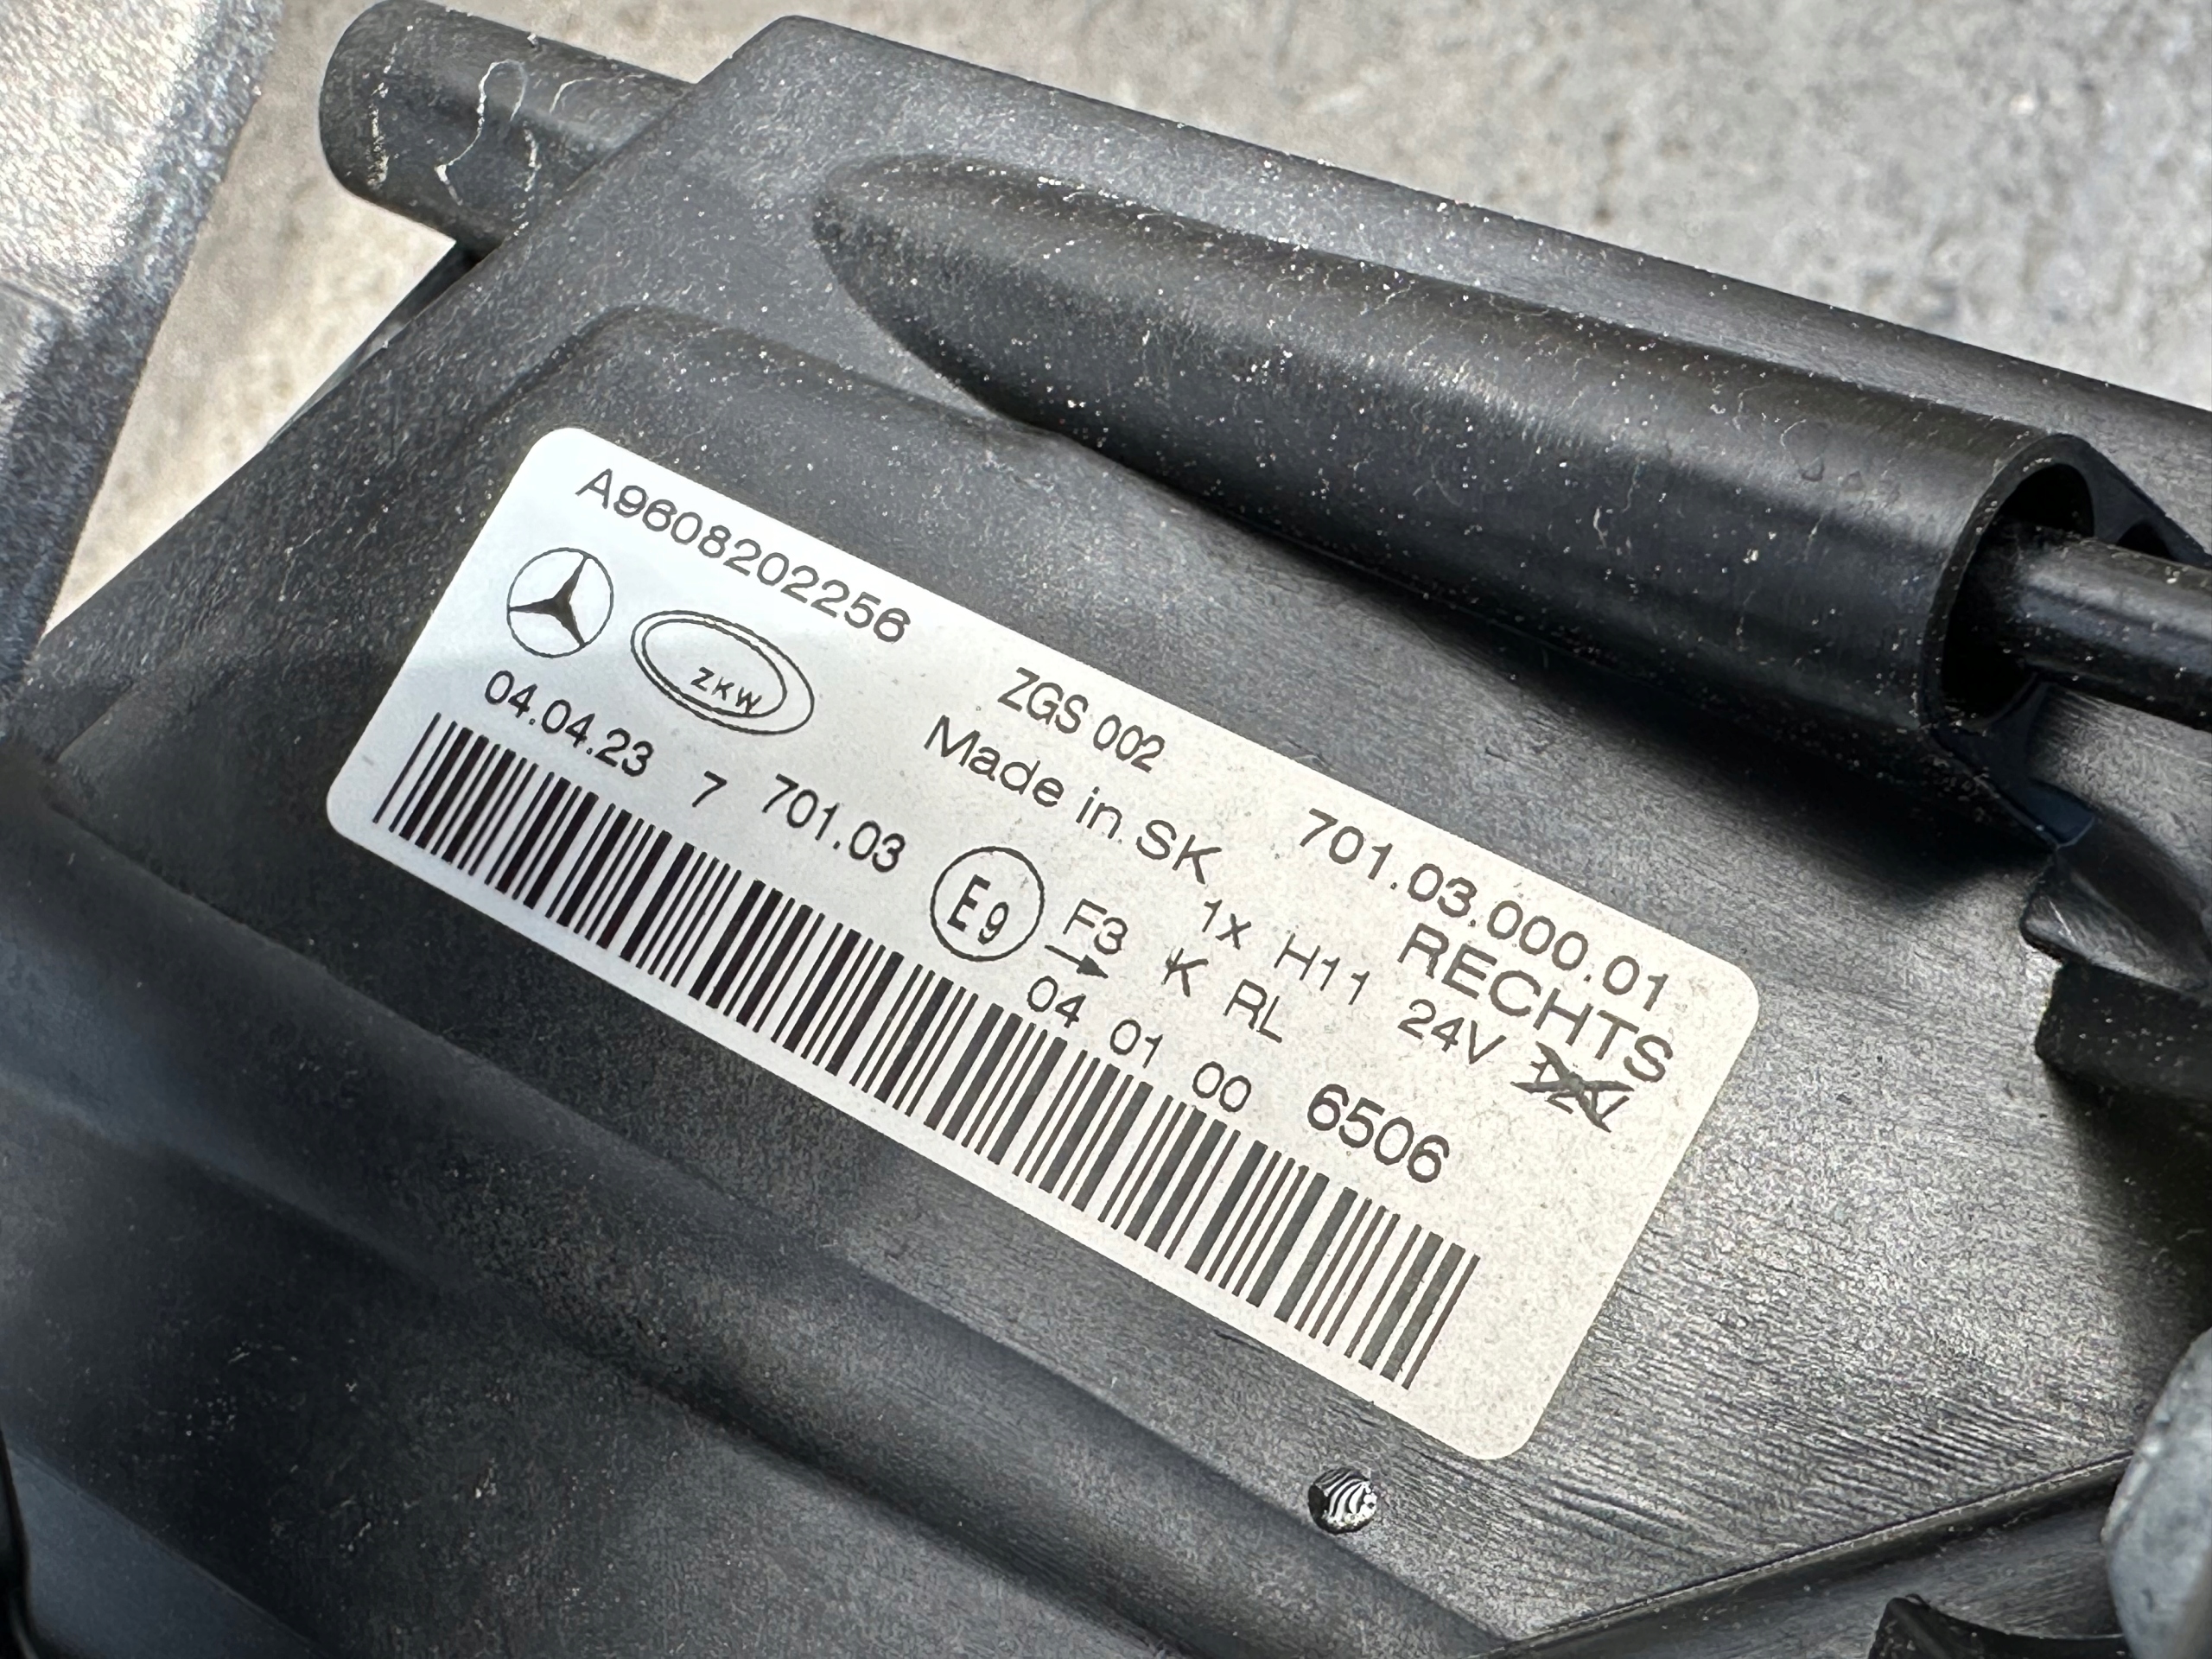 A9608202256 ZGS 002 701.03.000.01
ZKW Made in SK RECHTS
1x H11 24V
04.04.23 7 701.03 E9 F3 K RL
04 01 00 6506